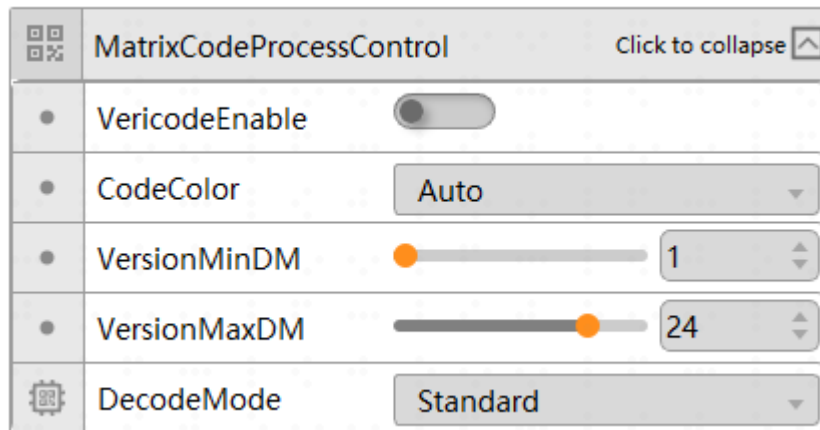 MatrixCodeProcessControl Click to collapse
VericodeEnable
CodeColor Auto
VersionMinDM 1
VersionMaxDM 24
DecodeMode Standard